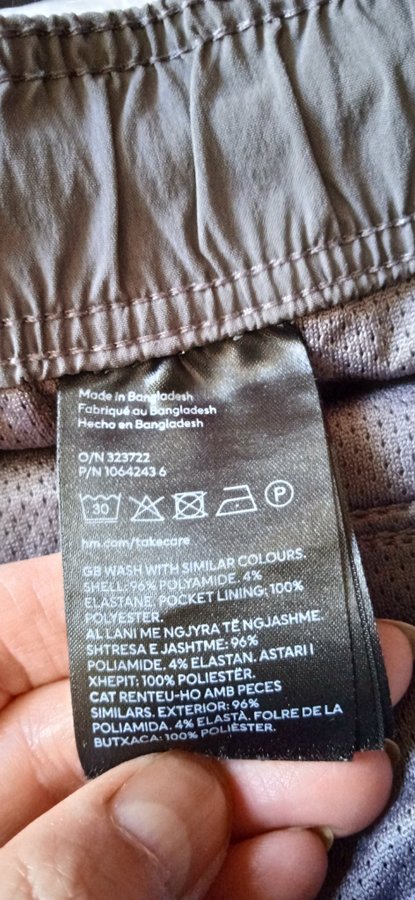 Made in Bangladesh
Fabriqué au Bangladesh
Hecho en Bangladesh
O/N 323722
P/N 1064243 6
30 P
hm.com/takecare
GB WASH WITH SIMILAR COLOURS.
SHELL: 96% POLYAMIDE. 4%
ELASTANE. POCKET LINING: 100%
POLYESTER.
AL LANI ME NGJYRA TË NGJASHME.
SHTRESA E JASHTME: 96%
POLIAMIDE. 4% ELASTAN. ASTARI I
XHEPIT: 100% POLIESTËR.
CAT RENTEU-HO AMB PECES
SIMILARS. EXTERIOR: 96%
POLIAMIDA. 4% ELASTÀ. FOLRE DE LA
BUTXACA: 100% POLIÈSTER.